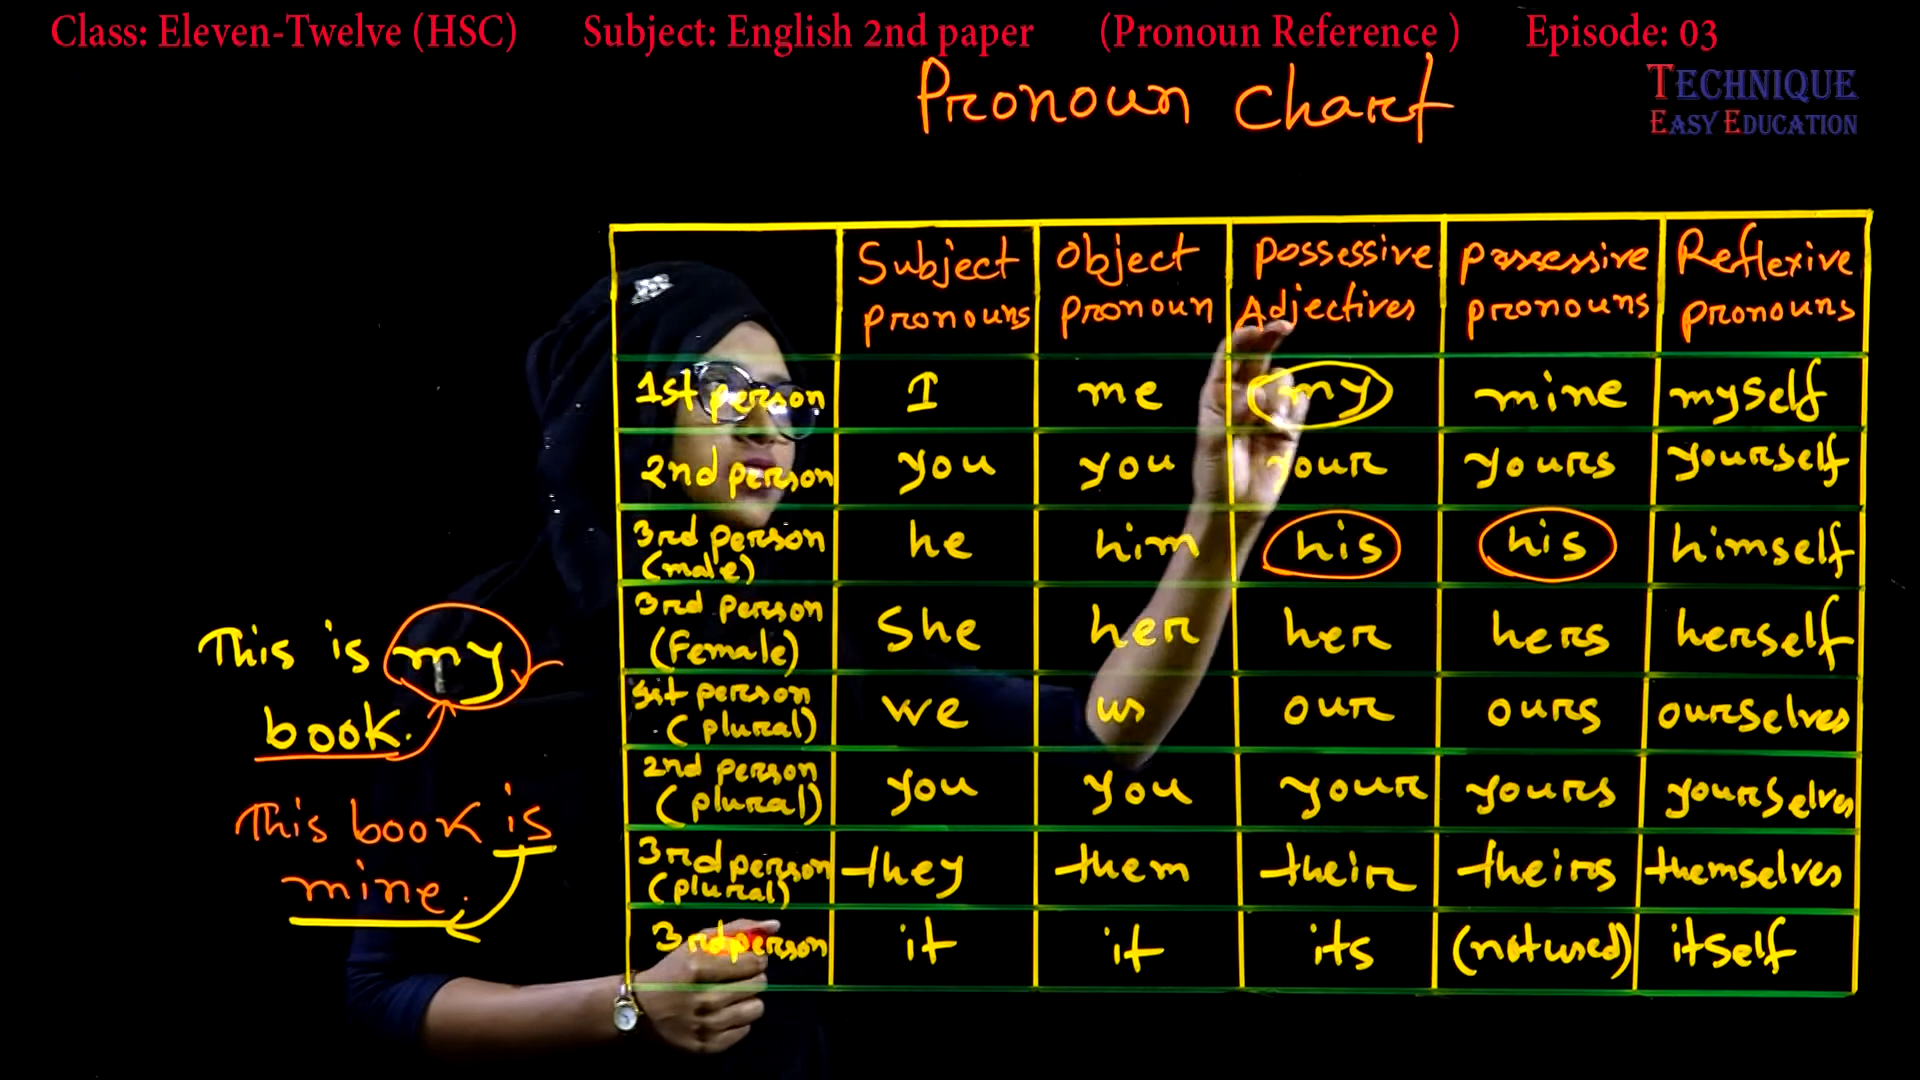 Class: Eleven-Twelve (HSC) Subject: English 2nd paper (Pronoun Reference ) Episode: 03
Pronoun chart
TECHNIQUE
EASY EDUCATION
Subject pronouns
Object pronoun
possessive Adjectives
possessive pronouns
Reflexive pronouns
1st person I me my mine myself
2nd person you you your yours yourself
3rd person (male) he him his his himself
3rd person (Female) She her her hers herself
1st person (plural) we us our ours ourselves
2nd person (plural) you you your yours yourselves
3rd person (plural) they them their theirs themselves
3rd person it it its (not used) itself
This is my
book.
This book is
mine.